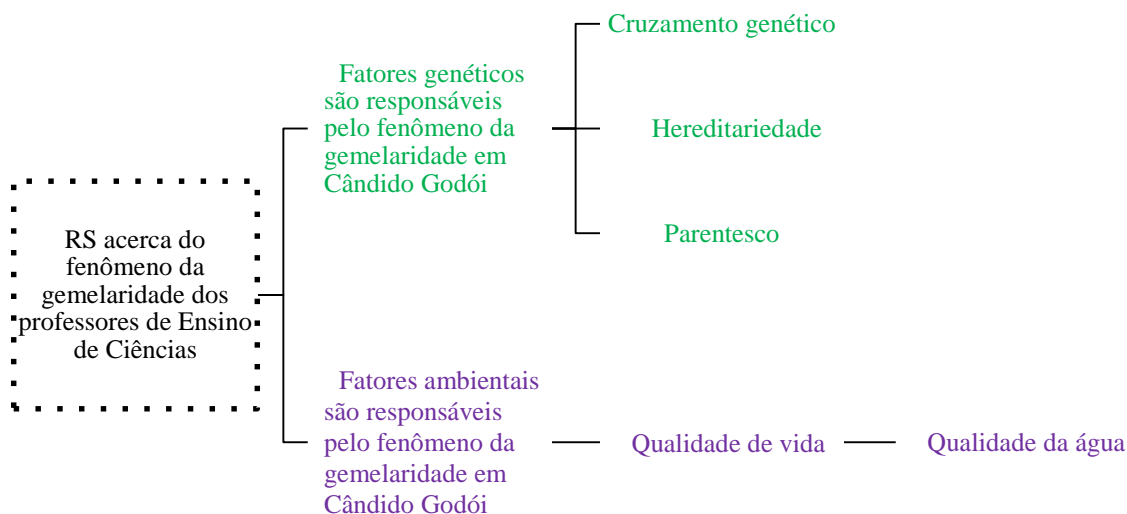 RS acerca do
fenômeno da
gemelaridade dos
professores de Ensino
de Ciências
Fatores genéticos
são responsáveis
pelo fenômeno da
gemelaridade em
Cândido Godói
Cruzamento genético
Hereditariedade
Parentesco
Fatores ambientais
são responsáveis
pelo fenômeno da
gemelaridade em
Cândido Godói
Qualidade de vida
Qualidade da água